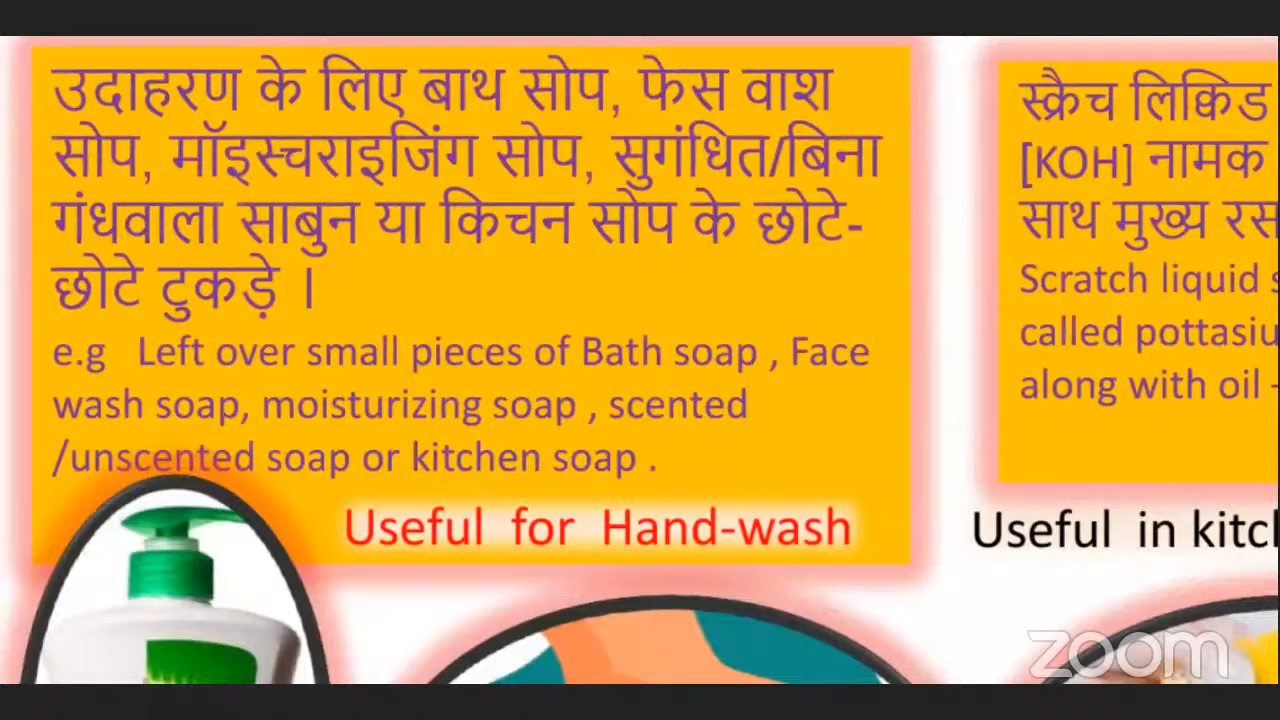 उदाहरण के लिए बाथ सोप, फेस वाश
सोप, मॉइस्चराइजिंग सोप, सुगंधित/बिना
गंधवाला साबुन या किचन सोप के छोटे-
छोटे टुकड़े ।
e.g Left over small pieces of Bath soap , Face
wash soap, moisturizing soap , scented
/unscented soap or kitchen soap .
Useful for Hand-wash
स्क्रैच लिक्विड
[KOH] नामक
साथ मुख्य
Scratch liquid
called
along with oil
Useful in
zoom